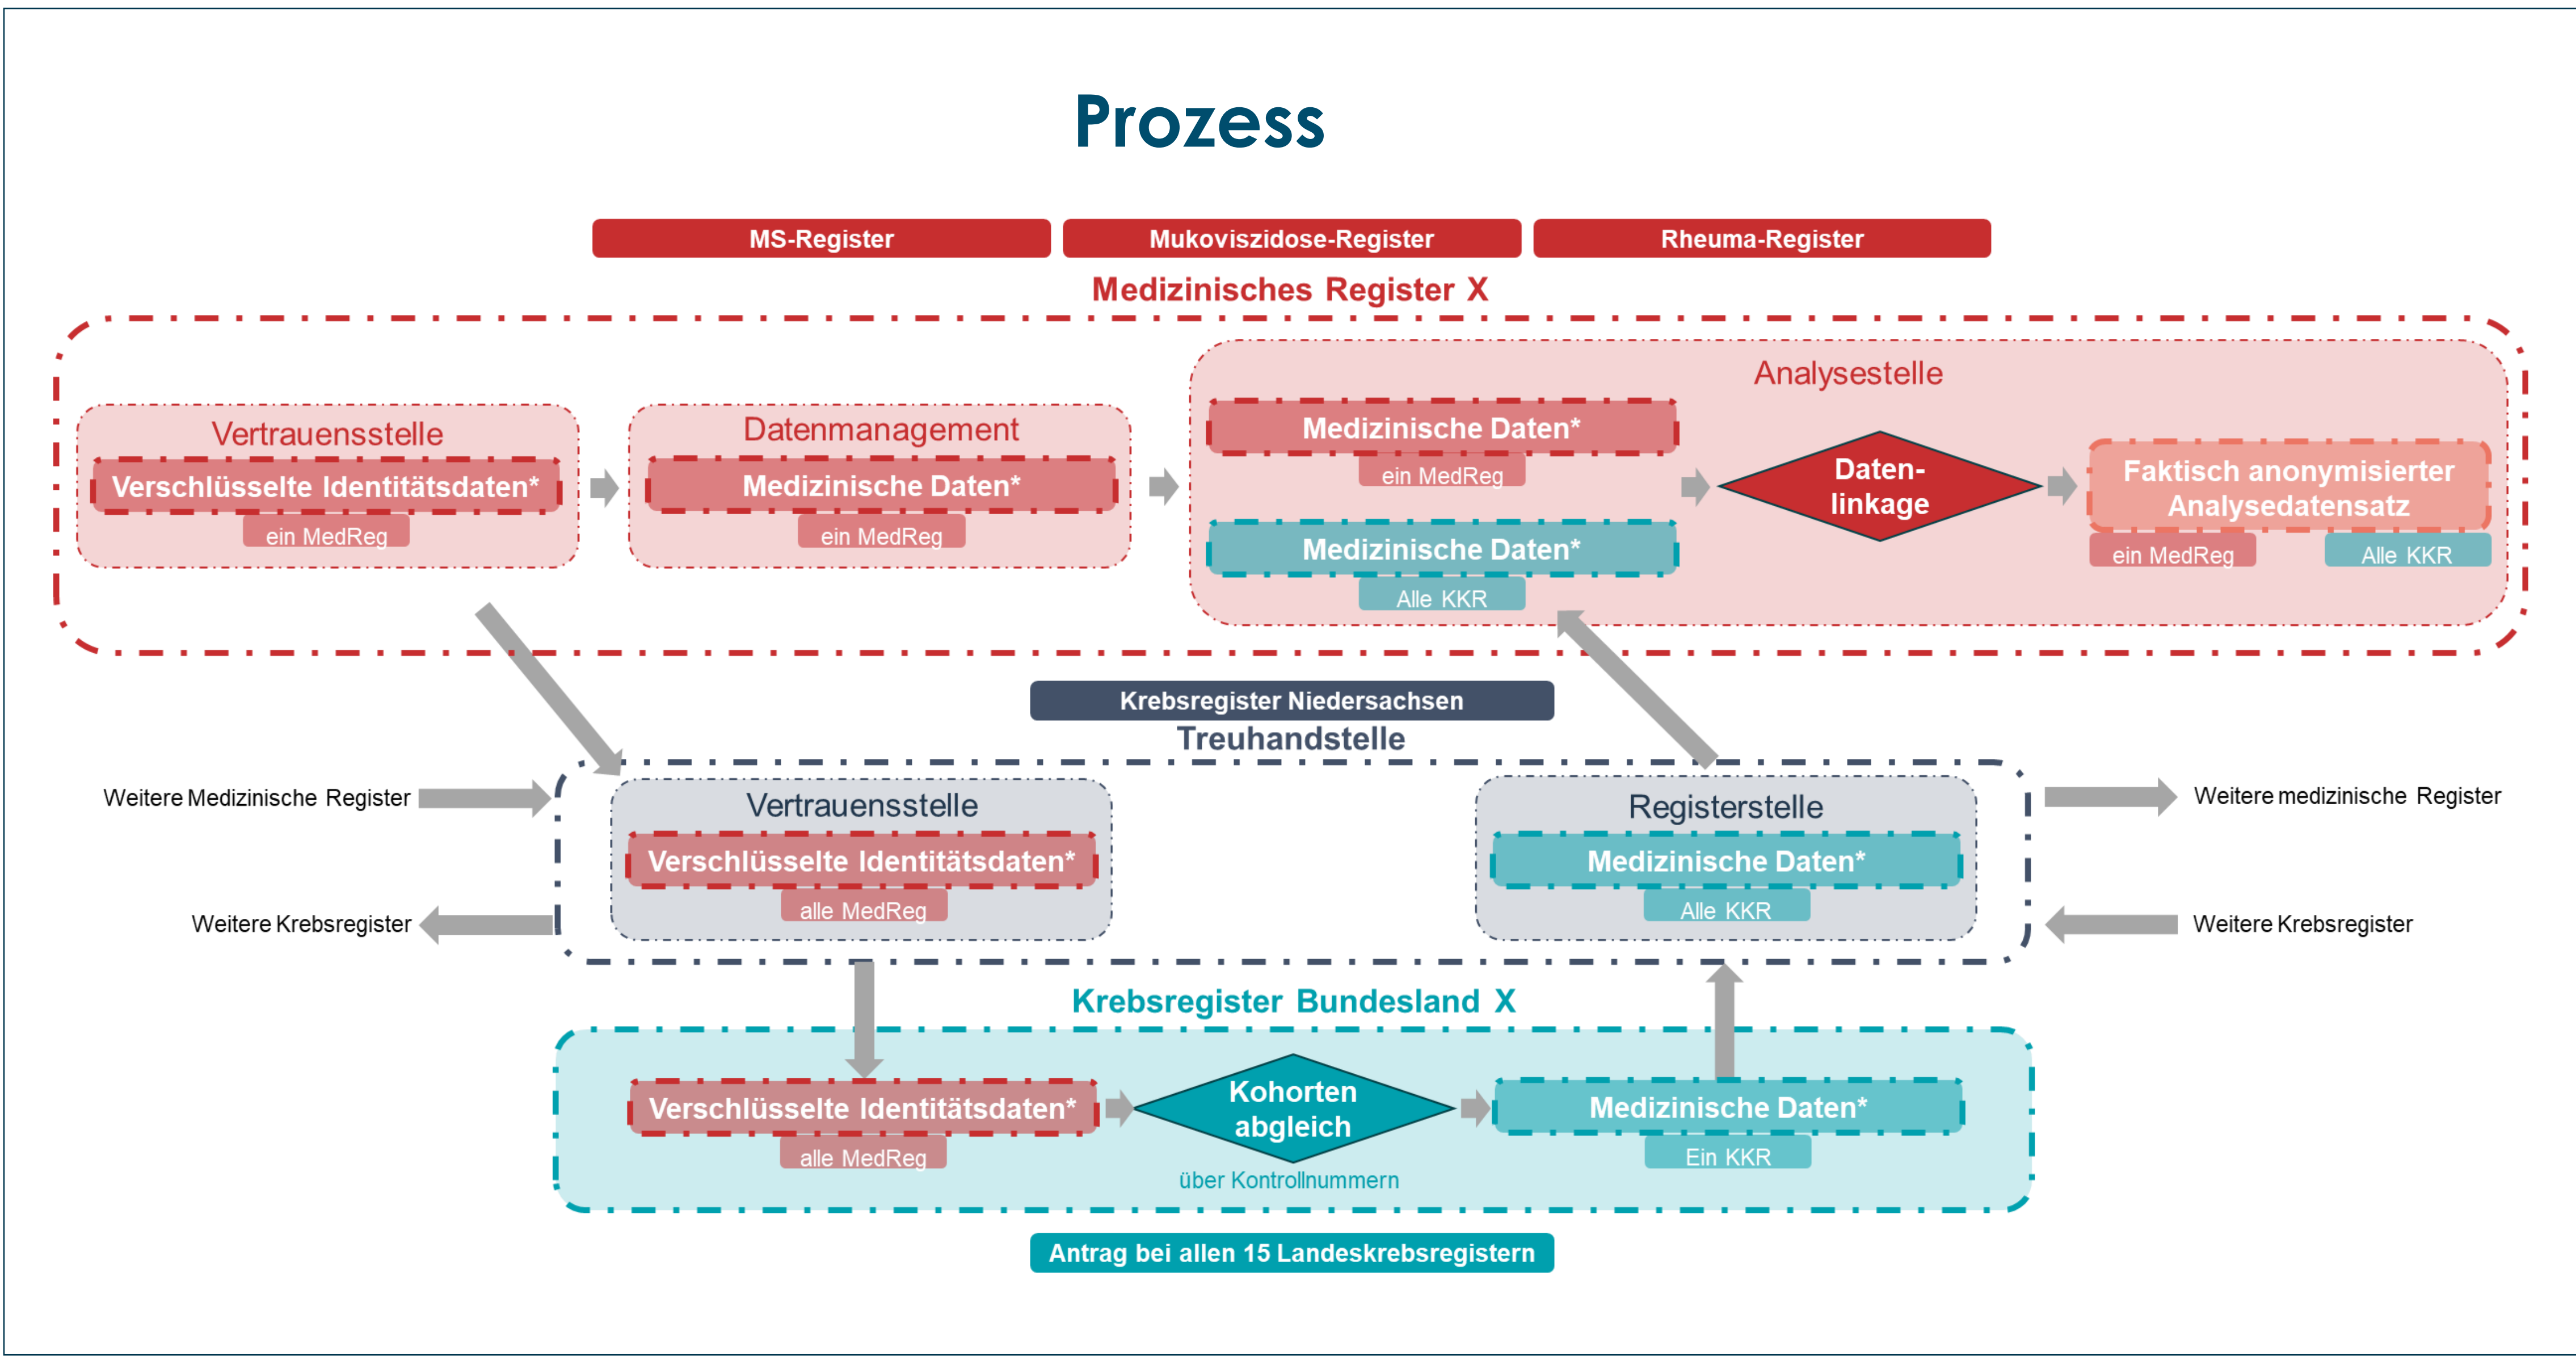 Prozess
MS-Register
Mukoviszidose-Register
Rheuma-Register
Medizinisches Register X
Vertrauensstelle
Verschlüsselte Identitätsdaten*
ein MedReg
Datenmanagement
Medizinische Daten*
ein MedReg
Analysestelle
Medizinische Daten*
ein MedReg
Medizinische Daten*
Alle KKR
Daten-
linkage
Faktisch anonymisierter
Analysedatensatz
ein MedReg
Alle KKR
Krebsregister Niedersachsen
Treuhandstelle
Weitere Medizinische Register
Weitere Krebsregister
Vertrauensstelle
Verschlüsselte Identitätsdaten*
alle MedReg
Registerstelle
Medizinische Daten*
Alle KKR
Weitere medizinische Register
Weitere Krebsregister
Krebsregister Bundesland X
Verschlüsselte Identitätsdaten*
alle MedReg
Kohorten
abgleich
über Kontrollnummern
Medizinische Daten*
Ein KKR
Antrag bei allen 15 Landeskrebsregistern